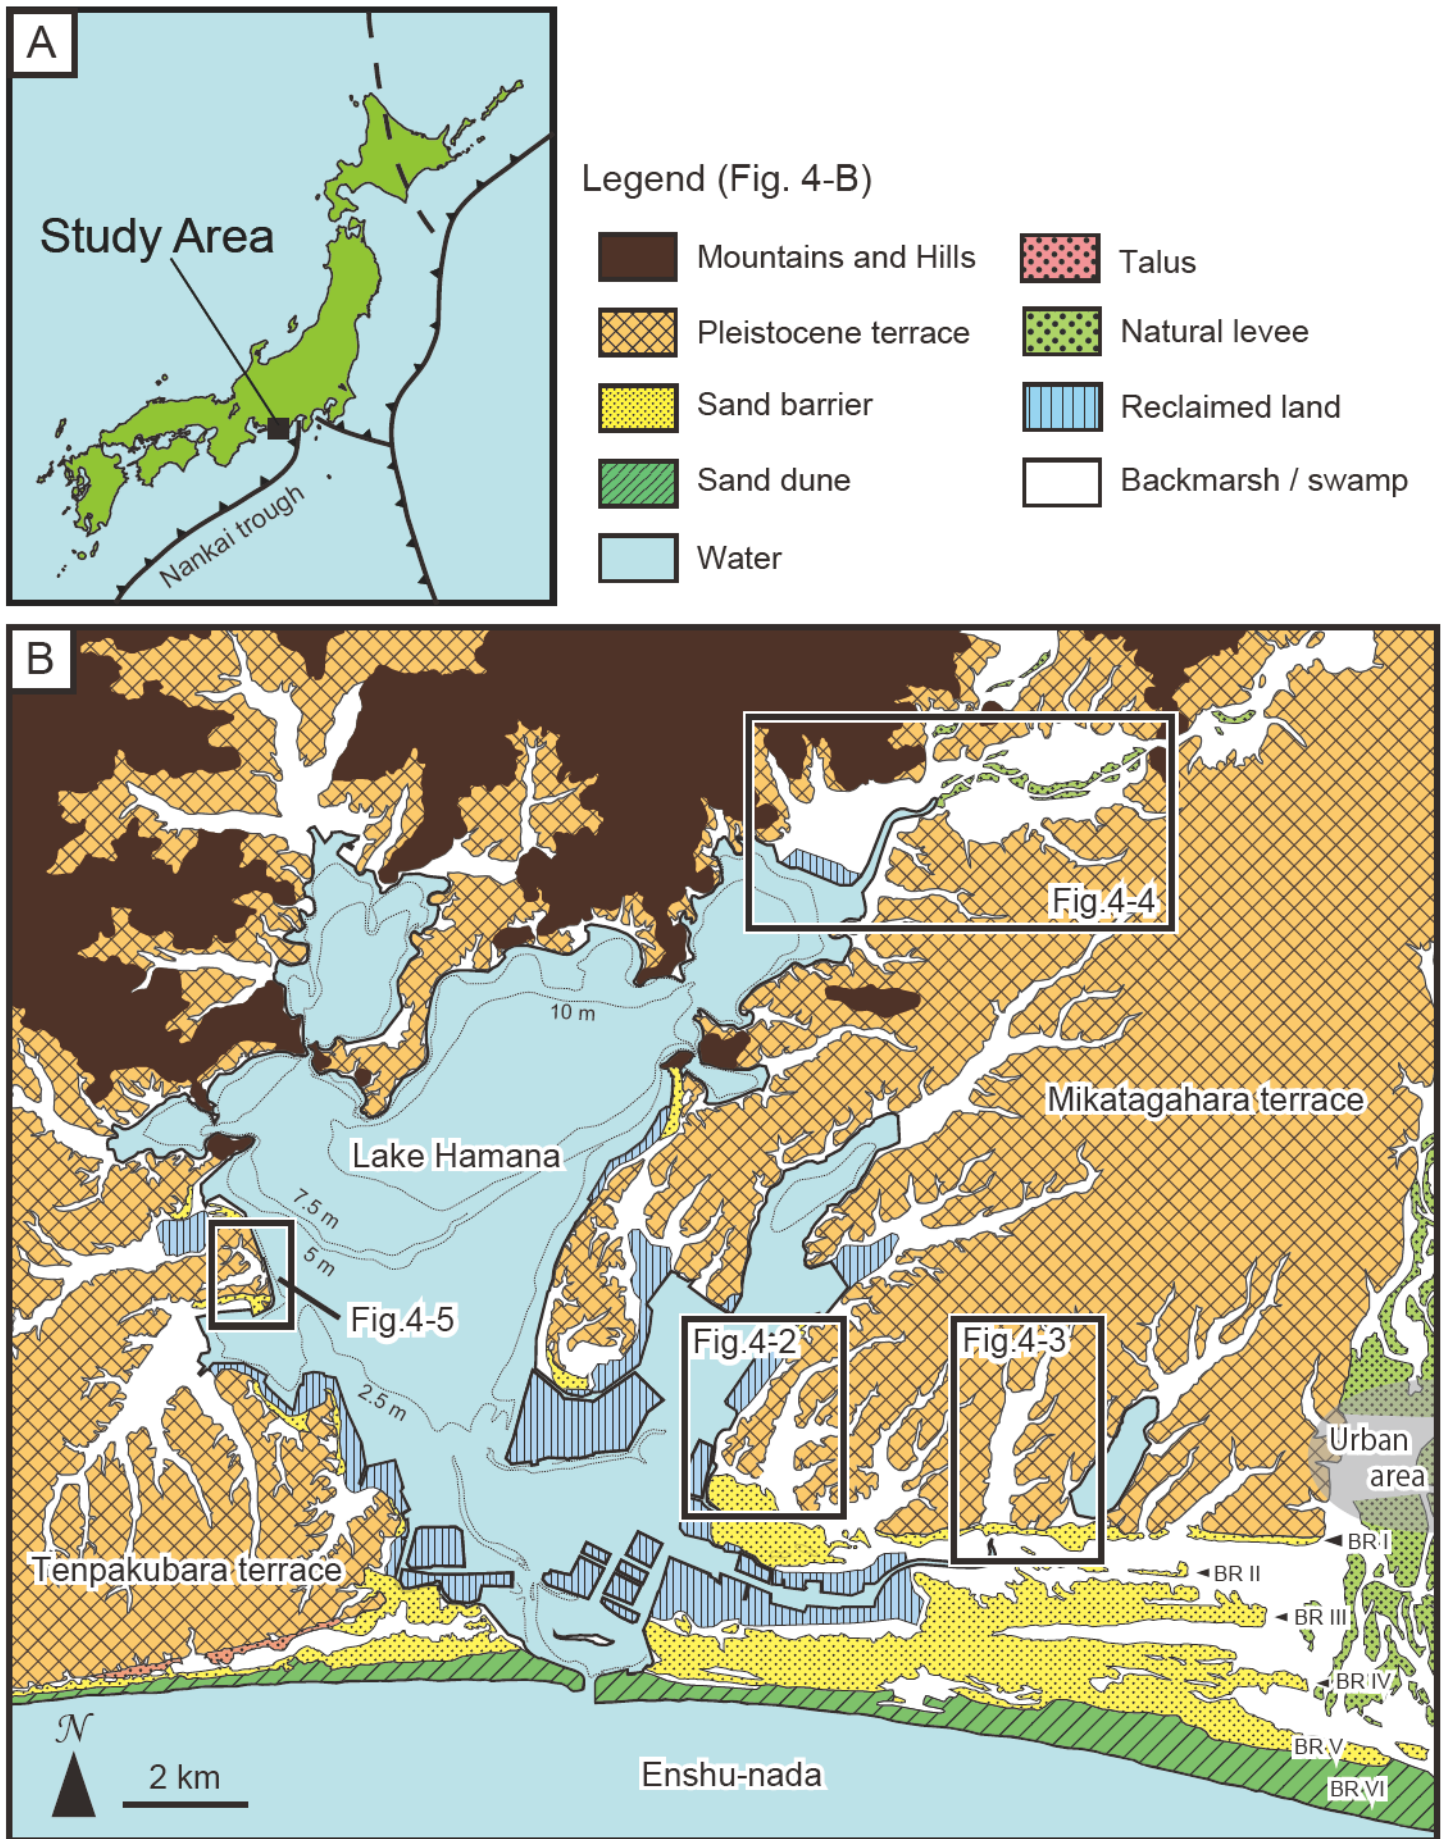 A
Study Area
Nankai trough
Legend (Fig. 4-B)
Mountains and Hills
Pleistocene terrace
Sand barrier
Sand dune
Water
Talus
Natural levee
Reclaimed land
Backmarsh / swamp
B
Fig.4-4
10 m
Mikatagahara terrace
Lake Hamana
7.5 m
5 m
Fig.4-5
Fig.4-2
Fig.4-3
2.5 m
Urban
area
BR I
Tenpakubara terrace
BR II
BR III
BR IV
N
BR V
2 km
Enshu-nada
BR VI